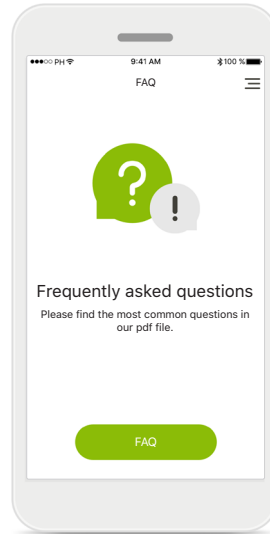 PH 9:41 AM 100 %
FAQ
?
!
Frequently asked questions
Please find the most common questions in
our pdf file.
FAQ